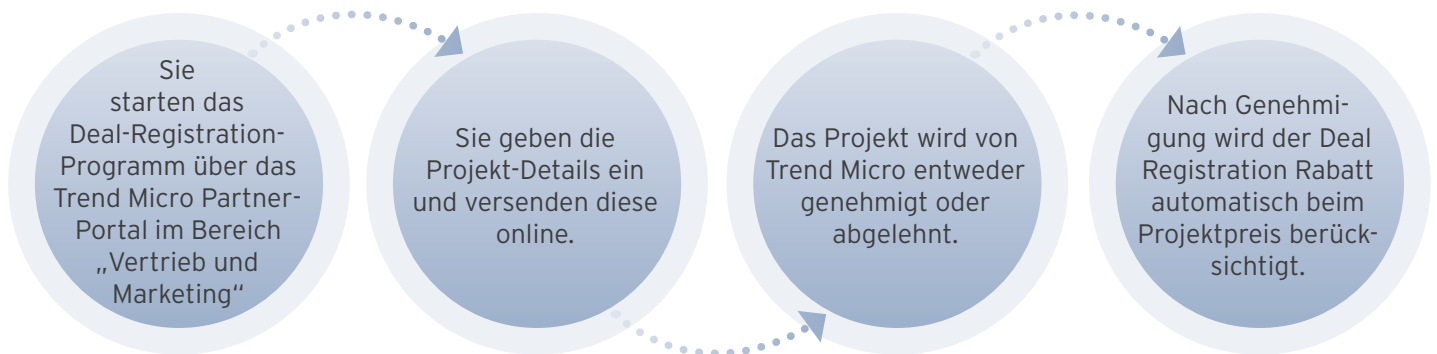 Sie
starten das
Deal-Registration-
Programm über das
Trend Micro Partner-
Portal im Bereich
„Vertrieb und
Marketing“
Sie geben die
Projekt-Details ein
und versenden diese
online.
Das Projekt wird von
Trend Micro entweder
genehmigt oder
abgelehnt.
Nach Genehmi-
gung wird der Deal
Registration Rabatt
automatisch beim
Projektpreis berück-
sichtigt.